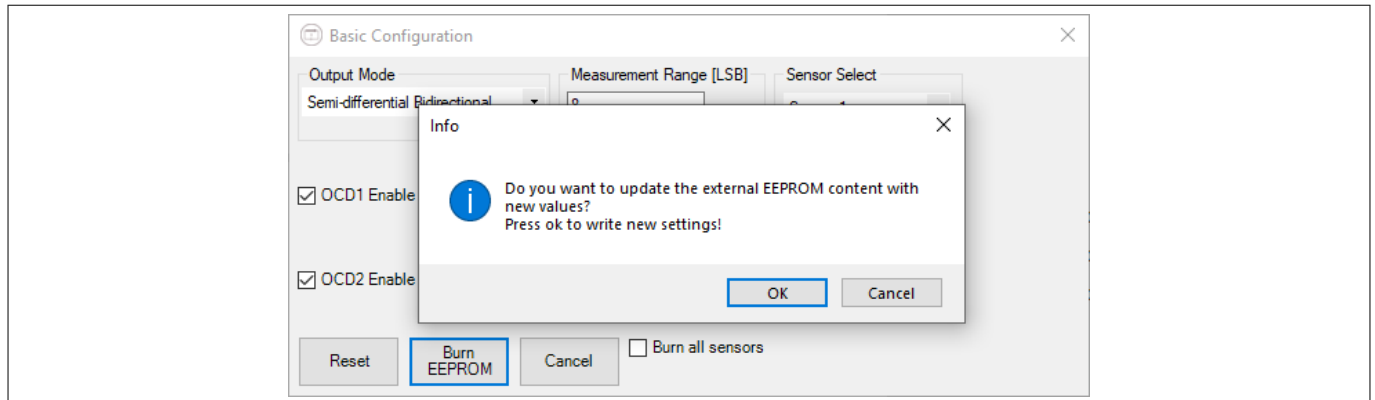 Basic Configuration
Output Mode
Measurement Range [LSB]
Sensor Select
Semi-differential Bidirectional
Info
Do you want to update the external EEPROM content with
new values?
Press ok to write new settings!
OCD1 Enable
OCD2 Enable
OK
Cancel
Reset
Burn
EEPROM
Cancel
Burn all sensors